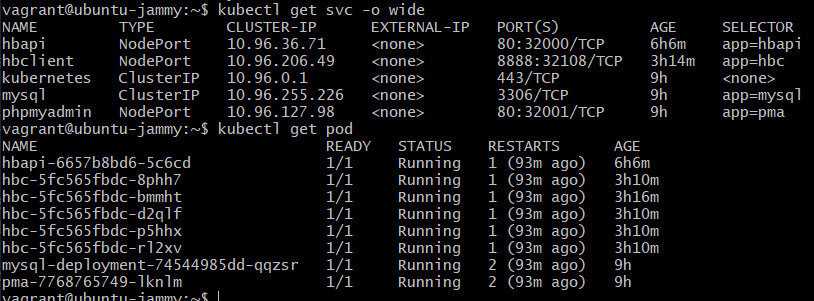 vagrant@ubuntu-jammy:~$ kubectl get svc -o wide
NAME TYPE CLUSTER-IP EXTERNAL-IP PORT(S) AGE SELECTOR
hbapi NodePort 10.96.36.71 <none> 80:32000/TCP 6h6m app=hbapi
hbclient NodePort 10.96.206.49 <none> 8888:32108/TCP 3h14m app=hbc
kubernetes ClusterIP 10.96.0.1 <none> 443/TCP 9h <none>
mysql ClusterIP 10.96.255.226 <none> 3306/TCP 9h app=mysql
phpmyadmin NodePort 10.96.127.98 <none> 80:32001/TCP 9h app=pma
vagrant@ubuntu-jammy:~$ kubectl get pod
NAME READY STATUS RESTARTS AGE
hbapi-6657b8bd6-5c6cd 1/1 Running 1 (93m ago) 6h6m
hbc-5fc565fbdc-8phh7 1/1 Running 1 (93m ago) 3h10m
hbc-5fc565fbdc-bmmht 1/1 Running 1 (93m ago) 3h16m
hbc-5fc565fbdc-d2qlf 1/1 Running 1 (93m ago) 3h10m
hbc-5fc565fbdc-p5hhx 1/1 Running 1 (93m ago) 3h10m
hbc-5fc565fbdc-rl2xv 1/1 Running 1 (93m ago) 3h10m
mysql-deployment-74544985dd-qqzsr 1/1 Running 2 (93m ago) 9h
pma-7768765749-lknlm 1/1 Running 2 (93m ago) 9h
vagrant@ubuntu-jammy:~$